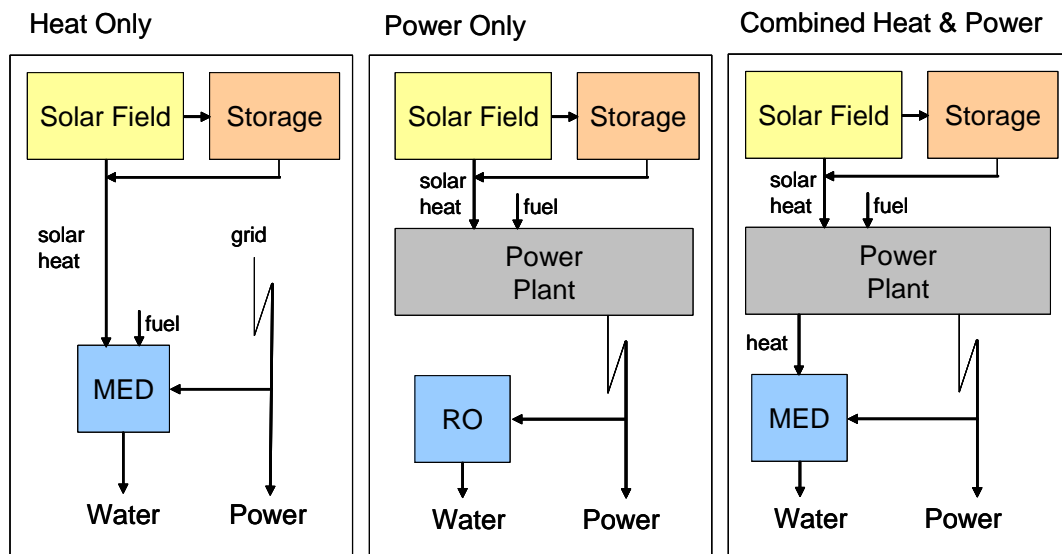 Heat Only
Solar Field
Storage
solar
heat
grid
fuel
MED
Water
Power
Power Only
Solar Field
Storage
solar
heat
fuel
Power
Plant
RO
Water
Power
Combined Heat & Power
Solar Field
Storage
solar
heat
fuel
Power
Plant
heat
MED
Water
Power